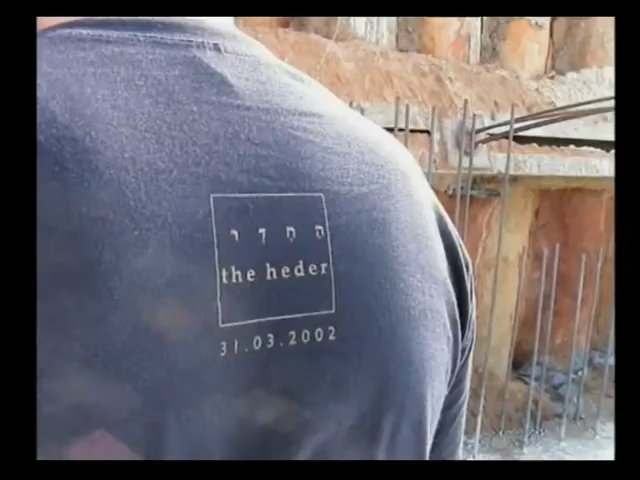 ה ח ד ר
the heder
31.03.2002